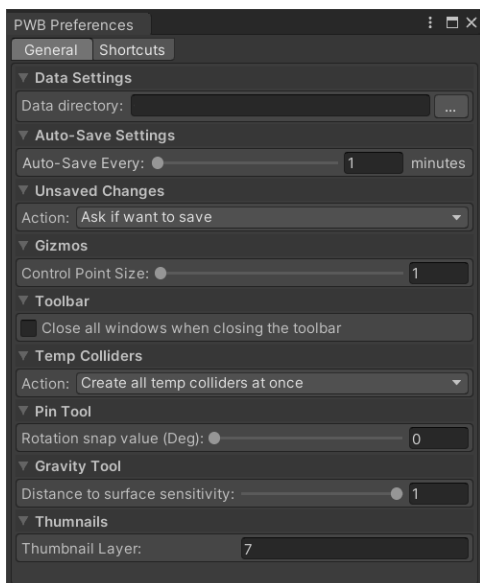 PWB Preferences
General Shortcuts
Data Settings
Data directory: ...
Auto-Save Settings
Auto-Save Every: 1 minutes
Unsaved Changes
Action: Ask if want to save
Gizmos
Control Point Size: 1
Toolbar
Close all windows when closing the toolbar
Temp Colliders
Action: Create all temp colliders at once
Pin Tool
Rotation snap value (Deg): 0
Gravity Tool
Distance to surface sensitivity: 1
Thumnails
Thumbnail Layer: 7